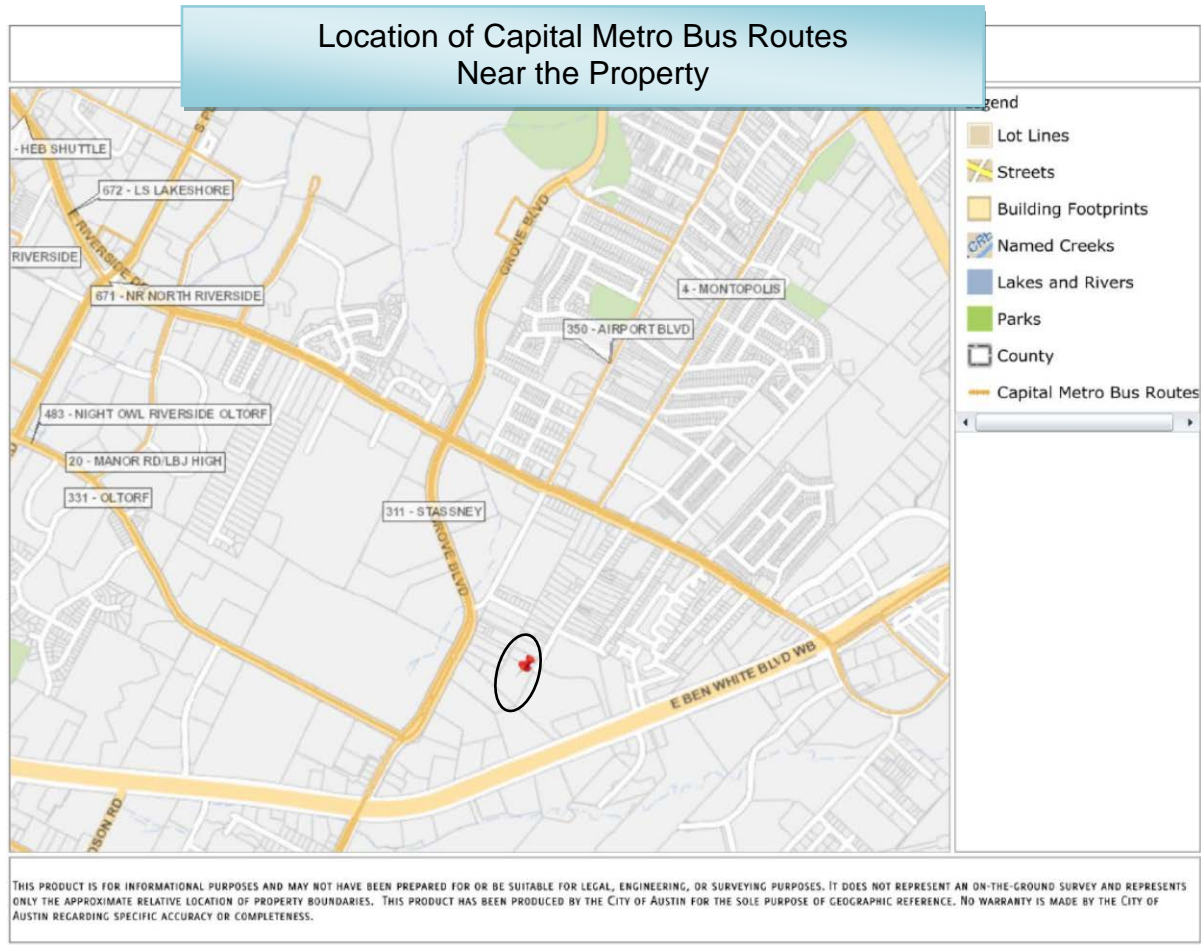 Location of Capital Metro Bus Routes
Near the Property
- HEB SHUTTLE
672 - LS LAKESHORE
RIVERSIDE
E RIVERSIDE
671 - NR NORTH RIVERSIDE
GROVE BLVD
4 - MONTOPOLIS
350 - AIRPORT BLVD
483 - NIGHT OWL RIVERSIDE OLTORF
20 - MANOR RD/LBJ HIGH
331 - OLTORF
311 - STASSNEY
GROVE BLVD
E BEN WHITE BLVD WB
DSON RD
Legend
Lot Lines
Streets
Building Footprints
Named Creeks
Lakes and Rivers
Parks
County
Capital Metro Bus Routes
THIS PRODUCT IS FOR INFORMATIONAL PURPOSES AND MAY NOT HAVE BEEN PREPARED FOR OR BE SUITABLE FOR LEGAL, ENGINEERING, OR SURVEYING PURPOSES. IT DOES NOT REPRESENT AN ON-THE-GROUND SURVEY AND REPRESENTS
ONLY THE APPROXIMATE RELATIVE LOCATION OF PROPERTY BOUNDARIES. THIS PRODUCT HAS BEEN PRODUCED BY THE CITY OF AUSTIN FOR THE SOLE PURPOSE OF GEOGRAPHIC REFERENCE. NO WARRANTY IS MADE BY THE CITY OF
AUSTIN REGARDING SPECIFIC ACCURACY OR COMPLETENESS.